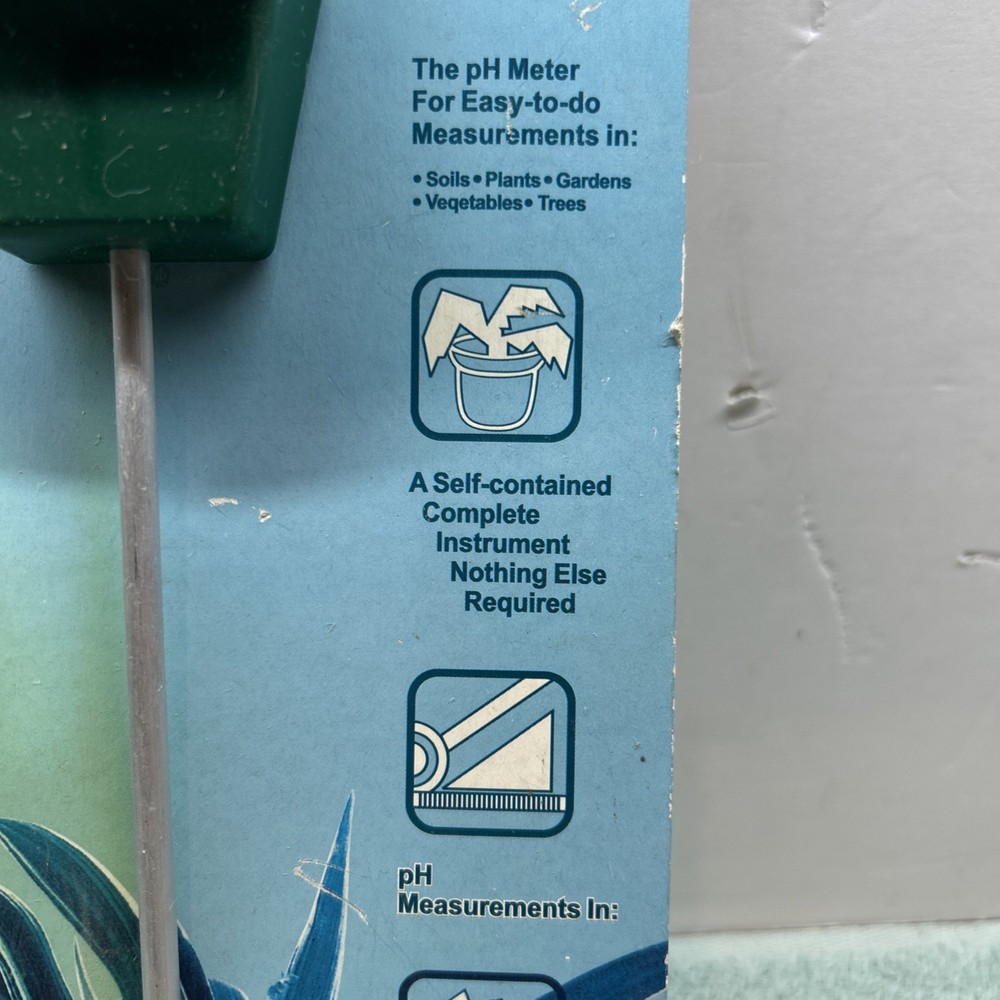 The pH Meter
For Easy-to-do
Measurements in:
• Soils • Plants • Gardens
• Veqetables • Trees
A Self-contained
Complete
Instrument
Nothing Else
Required
pH
Measurements In: